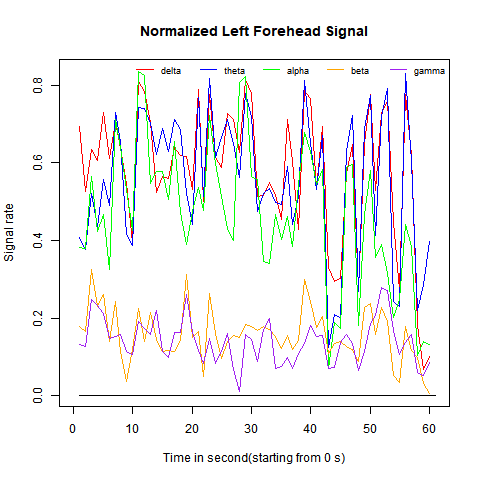 Normalized Left Forehead Signal
delta theta alpha beta gamma
0.8
0.6
0.4
0.2
0.0
Signal rate
0 10 20 30 40 50 60
Time in second(starting from 0 s)